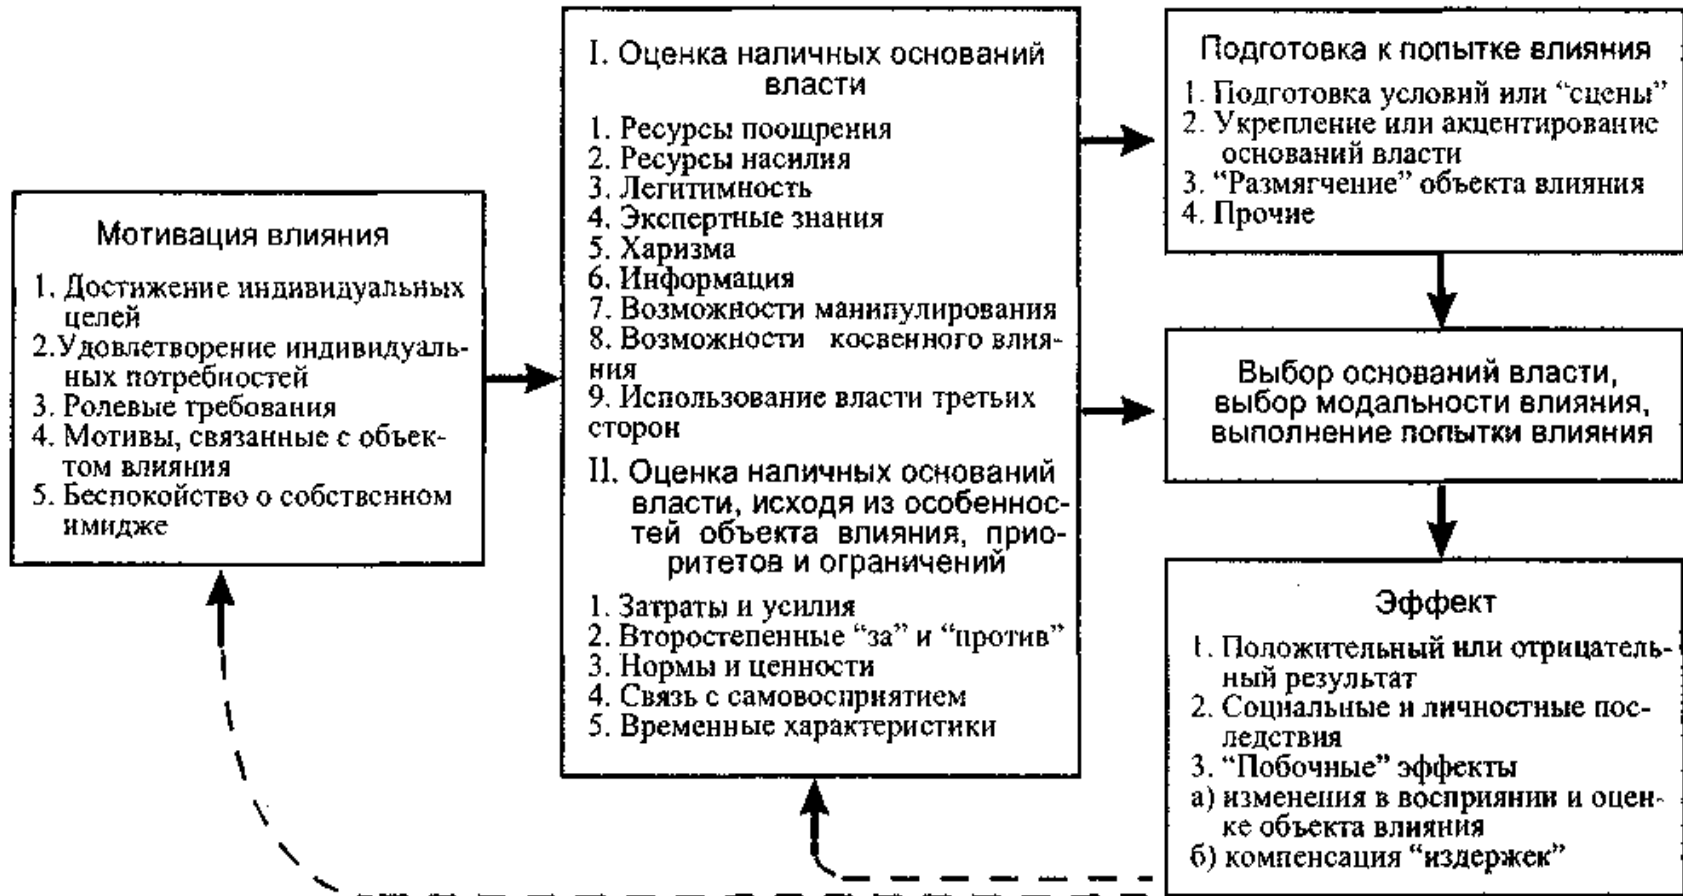 Мотивация влияния
1. Достижение индивидуальных
целей
2.Удовлетворение индивидуаль-
ных потребностей
3. Ролевые требования
4. Мотивы, связанные с объек-
том влияния
5. Беспокойство о собственном
имидже
I. Оценка наличных оснований
власти
1. Ресурсы поощрения
2. Ресурсы насилия
3. Легитимность
4. Экспертные знания
5. Харизма
6. Информация
7. Возможности манипулирования
8. Возможности косвенного влия-
ния
9. Использование власти третьих
сторон
II. Оценка наличных оснований
власти, исходя из особеннос-
тей объекта влияния, прио-
ритетов и ограничений
1. Затраты и усилия
2. Второстепенные “за” и “против”
3. Нормы и ценности
4. Связь с самовосприятием
5. Временные характеристики
Подготовка к попытке влияния
1. Подготовка условий или “сцены”
2. Укрепление или акцентирование
оснований власти
3. “Размягчение” объекта влияния
4. Прочие
Выбор оснований власти,
выбор модальности влияния,
выполнение попытки влияния
Эффект
1. Положительный или отрицатель-
ный результат
2. Социальные и личностные пос-
ледствия
3. “Побочные” эффекты
а) изменения в восприянии и оцен-
ке объекта влияния
б) компенсация “издержек”